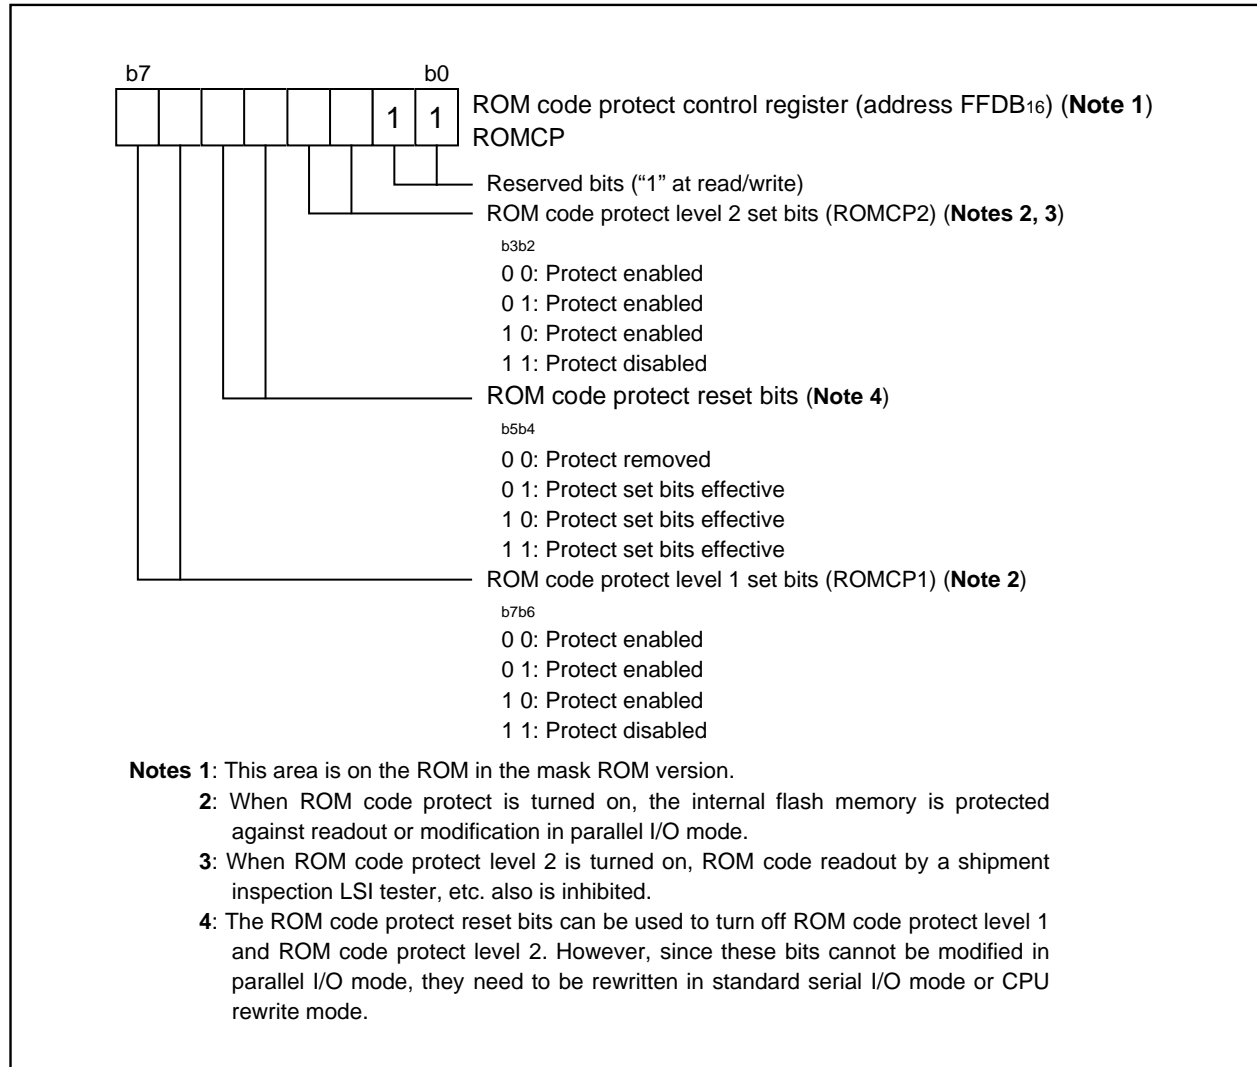 b7 b0
1 1 ROM code protect control register (address FFDB16) (Note 1)
ROMCP
Reserved bits (“1” at read/write)
ROM code protect level 2 set bits (ROMCP2) (Notes 2, 3)
b3b2
0 0: Protect enabled
0 1: Protect enabled
1 0: Protect enabled
1 1: Protect disabled
ROM code protect reset bits (Note 4)
b5b4
0 0: Protect removed
0 1: Protect set bits effective
1 0: Protect set bits effective
1 1: Protect set bits effective
ROM code protect level 1 set bits (ROMCP1) (Note 2)
b7b6
0 0: Protect enabled
0 1: Protect enabled
1 0: Protect enabled
1 1: Protect disabled
Notes 1: This area is on the ROM in the mask ROM version.
2: When ROM code protect is turned on, the internal flash memory is protected
against readout or modification in parallel I/O mode.
3: When ROM code protect level 2 is turned on, ROM code readout by a shipment
inspection LSI tester, etc. also is inhibited.
4: The ROM code protect reset bits can be used to turn off ROM code protect level 1
and ROM code protect level 2. However, since these bits cannot be modified in
parallel I/O mode, they need to be rewritten in standard serial I/O mode or CPU
rewrite mode.